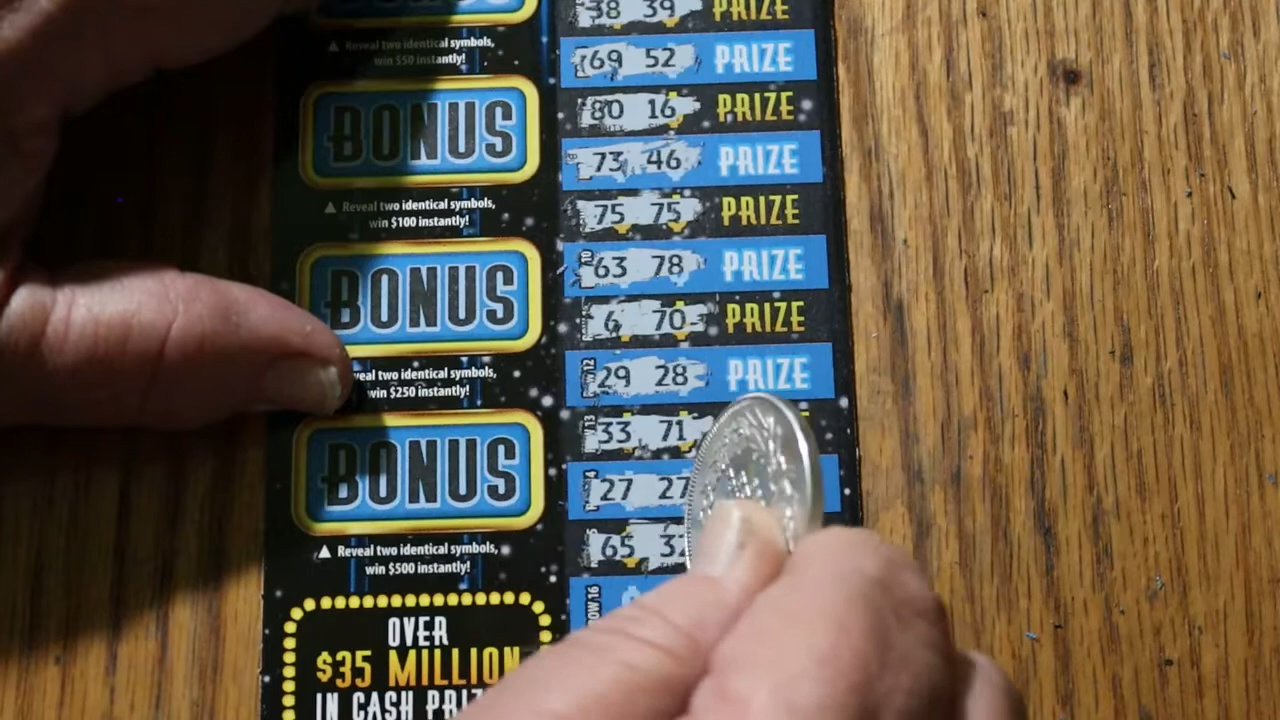 ▲ Reveal two identical symbols,
win $50 instantly!
BONUS
▲ Reveal two identical symbols,
win $100 instantly!
BONUS
two identical symbols,
win $250 instantly!
BONUS
▲ Reveal two identical symbols,
win $500 instantly!
OVER
$35 MILLION
IN CASH
38 39 PRIZE
69 52 PRIZE
80 16 PRIZE
73 46 PRIZE
75 75 PRIZE
63 78 PRIZE
6 70 PRIZE
29 28 PRIZE
33 71
27 27
65 32